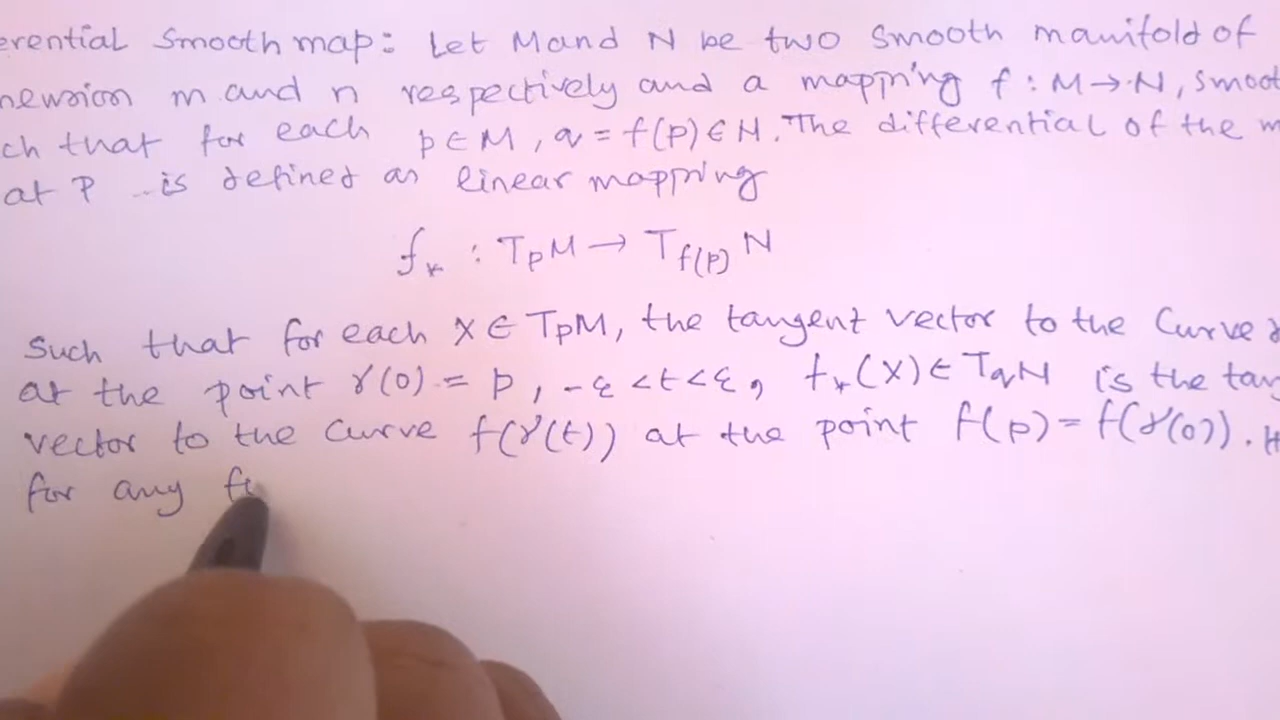 erential Smooth map: Let M and N be two smooth manifold of
mension m and n respectively and a mapping f : M → N, smoot
ch that for each p ∈ M, q = f(p) ∈ N. The differential of the m
at P is defined as linear mapping
f* : TpM → Tf(p) N
Such that for each X ∈ TpM, the tangent vector to the Curve γ
at the point γ(0) = p, -ε < t < ε, f*(X) ∈ TqN is the tang
vector to the curve f(γ(t)) at the point f(p) = f(γ(0)). H
for any fu